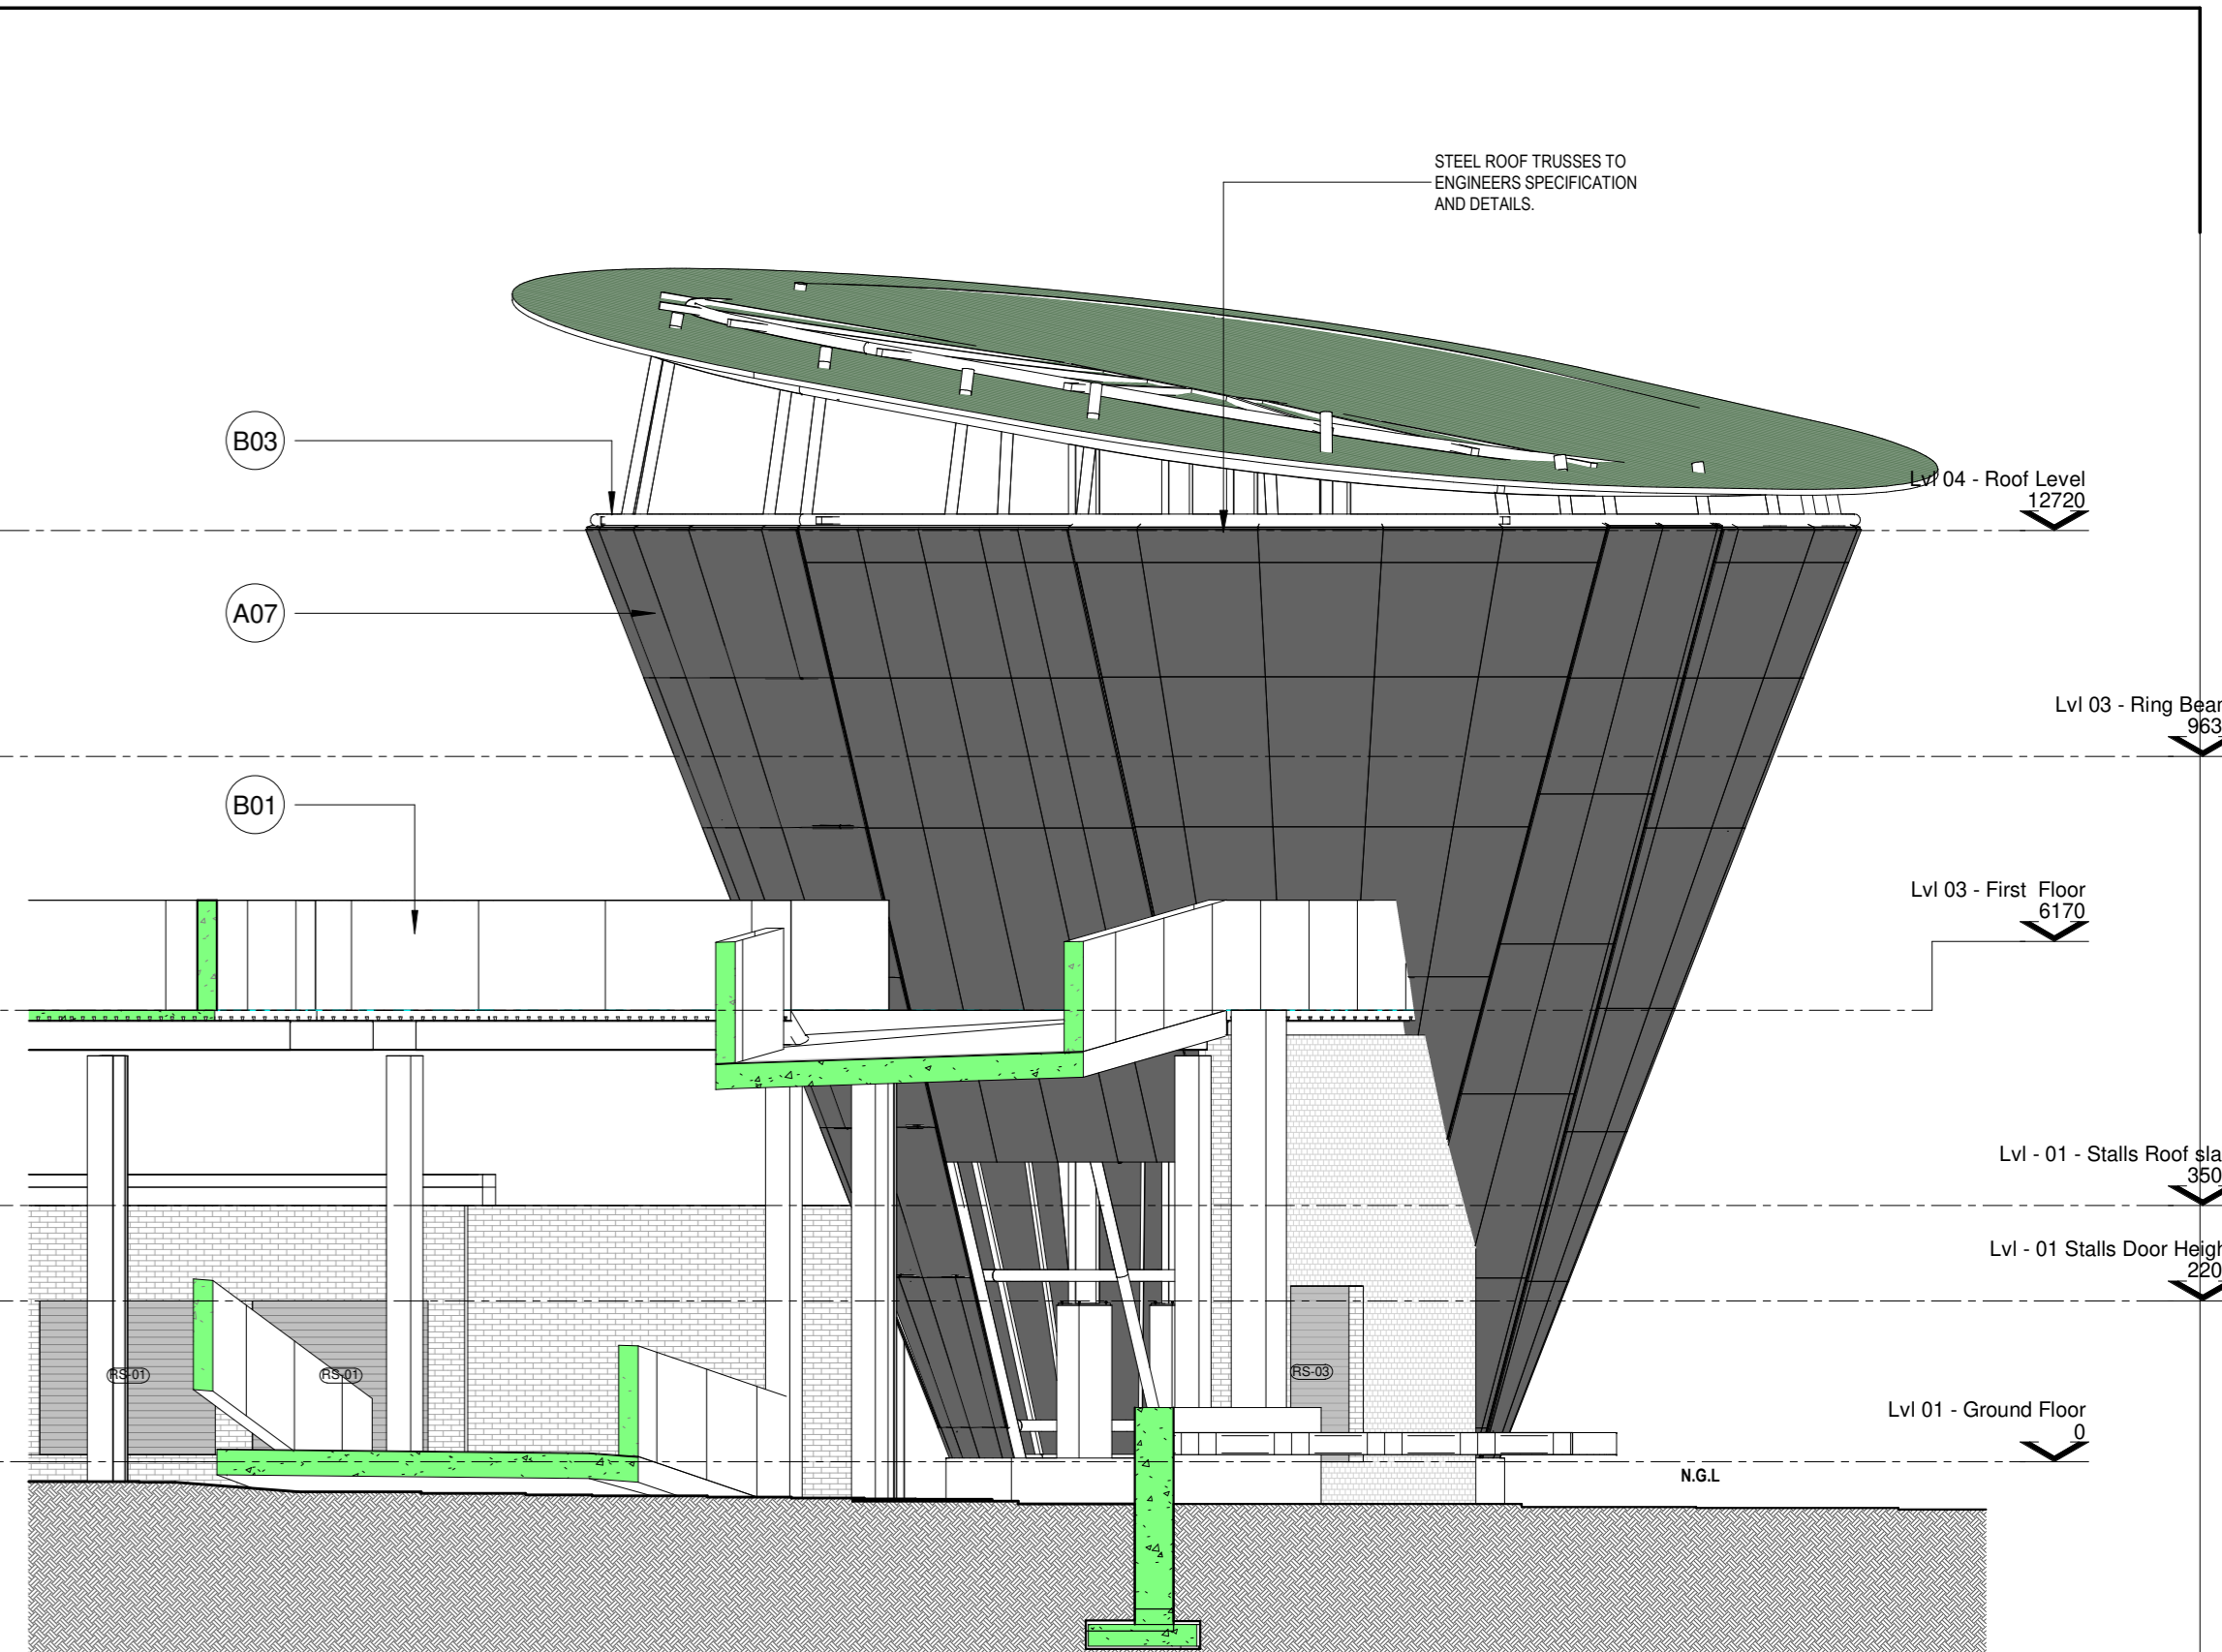 STEEL ROOF TRUSSES TO
ENGINEERS SPECIFICATION
AND DETAILS.
B03
Lvl 04 - Roof Level
12720
A07
Lvl 03 - Ring Bear
963
B01
Lvl 03 - First Floor
6170
Lvl - 01 - Stalls Roof sla
350
Lvl - 01 Stalls Door Heigh
220
RS-01
RS-01
RS-03
Lvl 01 - Ground Floor
0
N.G.L